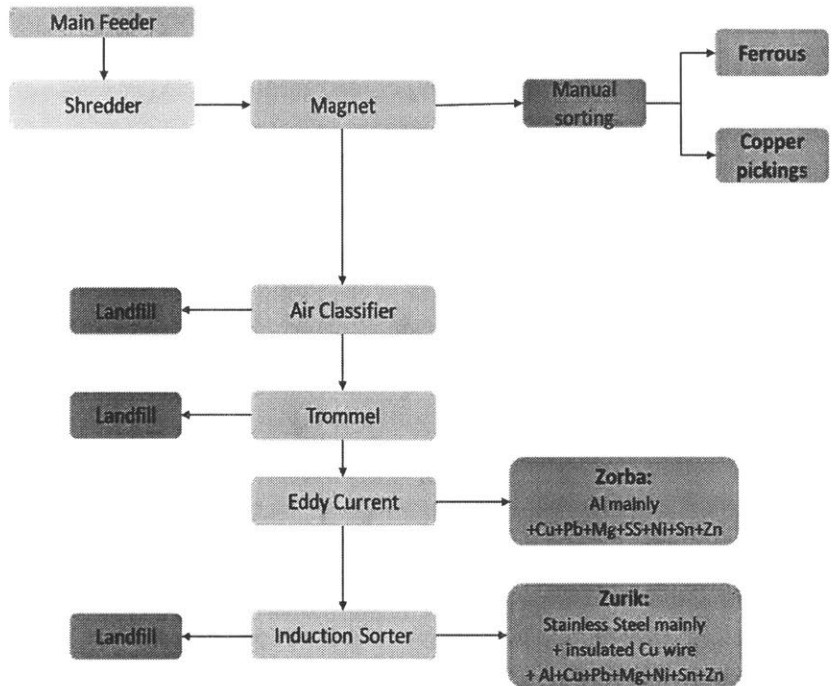 Main Feeder
Shredder
Magnet
Manual
sorting
Ferrous
Copper
pickings
Landfill
Air Classifier
Landfill
Trommel
Eddy Current
Zorba:
Al mainly
+Cu+Pb+Mg+SS+Ni+Sn+Zn
Landfill
Induction Sorter
Zurik:
Stainless Steel mainly
+ insulated Cu wire
+ Al+Cu+Pb+Mg+Ni+Sn+Zn